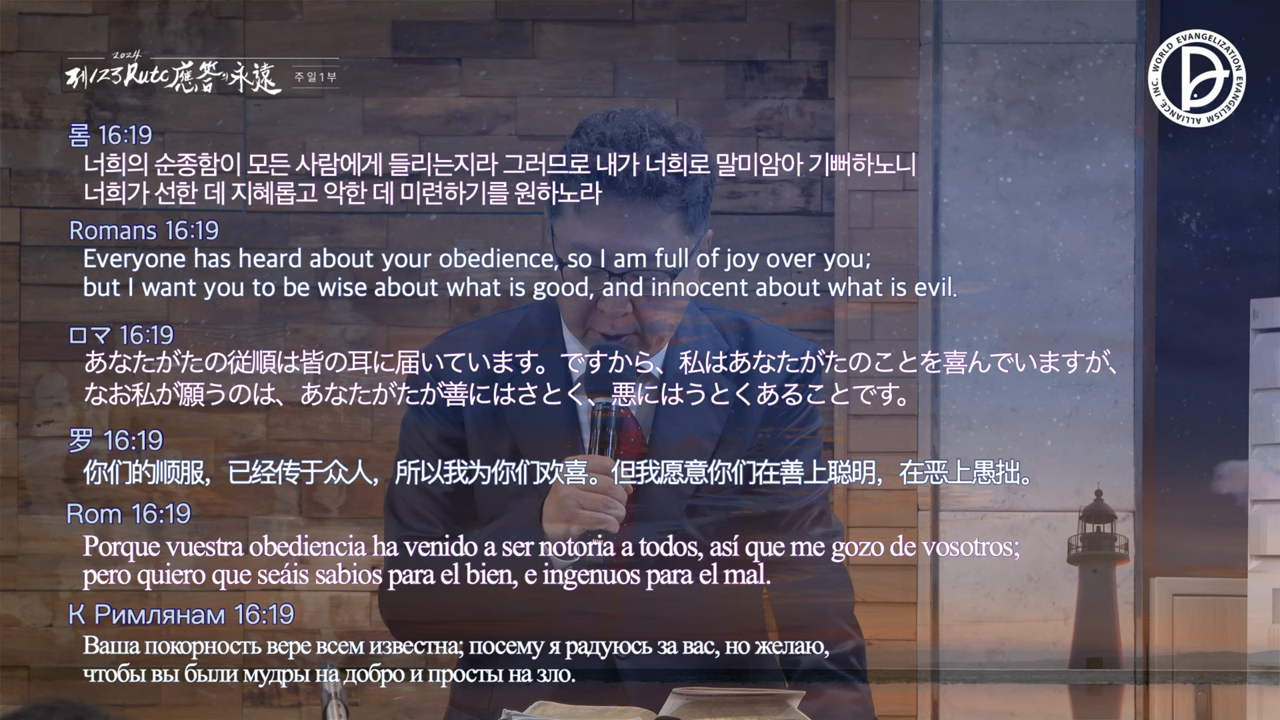 2024
제123RUTC應答의永遠
주일1부
WORLD EVANGELIZATION EVANGELISM ALLIANCE, INC.
롬 16:19
너희의 순종함이 모든 사람에게 들리는지라 그러므로 내가 너희로 말미암아 기뻐하노니
너희가 선한 데 지혜롭고 악한 데 미련하기를 원하노라
Romans 16:19
Everyone has heard about your obedience, so I am full of joy over you;
but I want you to be wise about what is good, and innocent about what is evil.
ロマ 16:19
あなたがたの従順は皆の耳に届いています。ですから、私はあなたがたのことを喜んでいますが、
なお私が願うのは、あなたがたが善にはさとく、悪にはうとくあることです。
罗 16:19
你们的顺服，已经传于众人，所以我为你们欢喜。但我愿意你们在善上聪明，在恶上愚拙。
Rom 16:19
Porque vuestra obediencia ha venido a ser notoria a todos, así que me gozo de vosotros;
pero quiero que seáis sabios para el bien, e ingenuos para el mal.
К Римлянам 16:19
Ваша покорность вере всем известна; посему я радуюсь за вас, но желаю,
чтобы вы были мудры на добро и просты на зло.